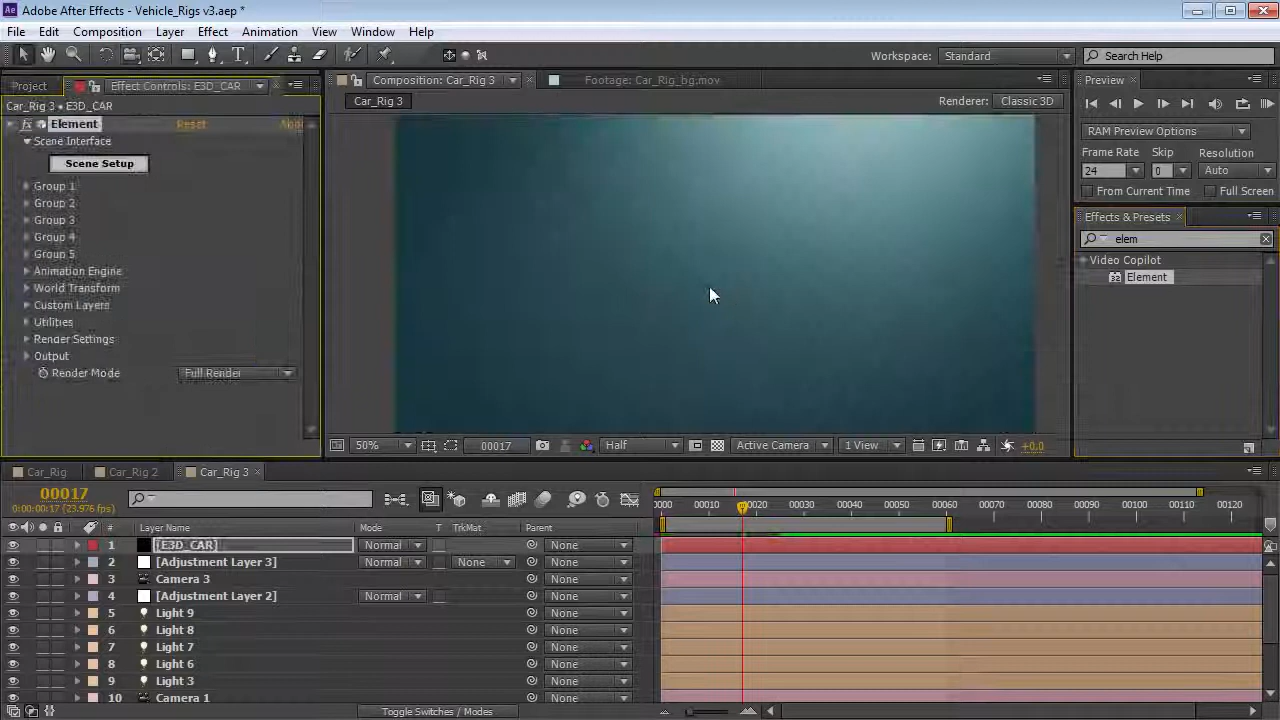 Adobe After Effects - Vehicle_Rigs v3.aep *
File Edit Composition Layer Effect Animation View Window Help
Workspace: Standard Search Help
Project Effect Controls: E3D_CAR
Composition: Car_Rig 3 Footage: Car_Rig_bg.mov
Preview
Car_Rig 3 • E3D_CAR
Car_Rig 3
Renderer: Classic3D
Element Reset
Scene Interface
Scene Setup
Group 1
Group 2
Group 3
Group 4
Group 5
Animation Engine
World Transform
Custom Layers
Utilities
Render Settings
Output
Render Mode Full Render
RAM Preview Options
Frame Rate Skip Resolution
24 0 Auto
From Current Time Full Screen
Effects & Presets
elem
Video Copilot
32 Element
50% 00017 Half Active Camera 1 View +0.0
Car_Rig Car_Rig 2 Car_Rig 3
00017
0:00:00:17 (23.976 fps)
0000 00010 00020 00030 00040 00050 00060 00070 00080 00090 00100 00110 00120
# Layer Name Mode T TrkMat Parent
1 [E3D_CAR] Normal None
2 [Adjustment Layer 3] Normal None None
3 Camera 3 None
4 [Adjustment Layer 2] Normal None
5 Light 9 None
6 Light 8 None
7 Light 7 None
8 Light 6 None
9 Light 3 None
10 Camera 1 None
Toggle Switches / Modes